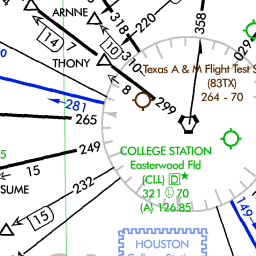 ARNNE
318
220
358
029
14
7
10
310
THONY
Texas A & M Flight Test S
(83TX)
264 - 70
8
299
281
265
249
COLLEGE STATION
Easterwood Fld
(CLL) D★
321 70
(A) 126.85
5
15
SUME
232
15
149
HOUSTON